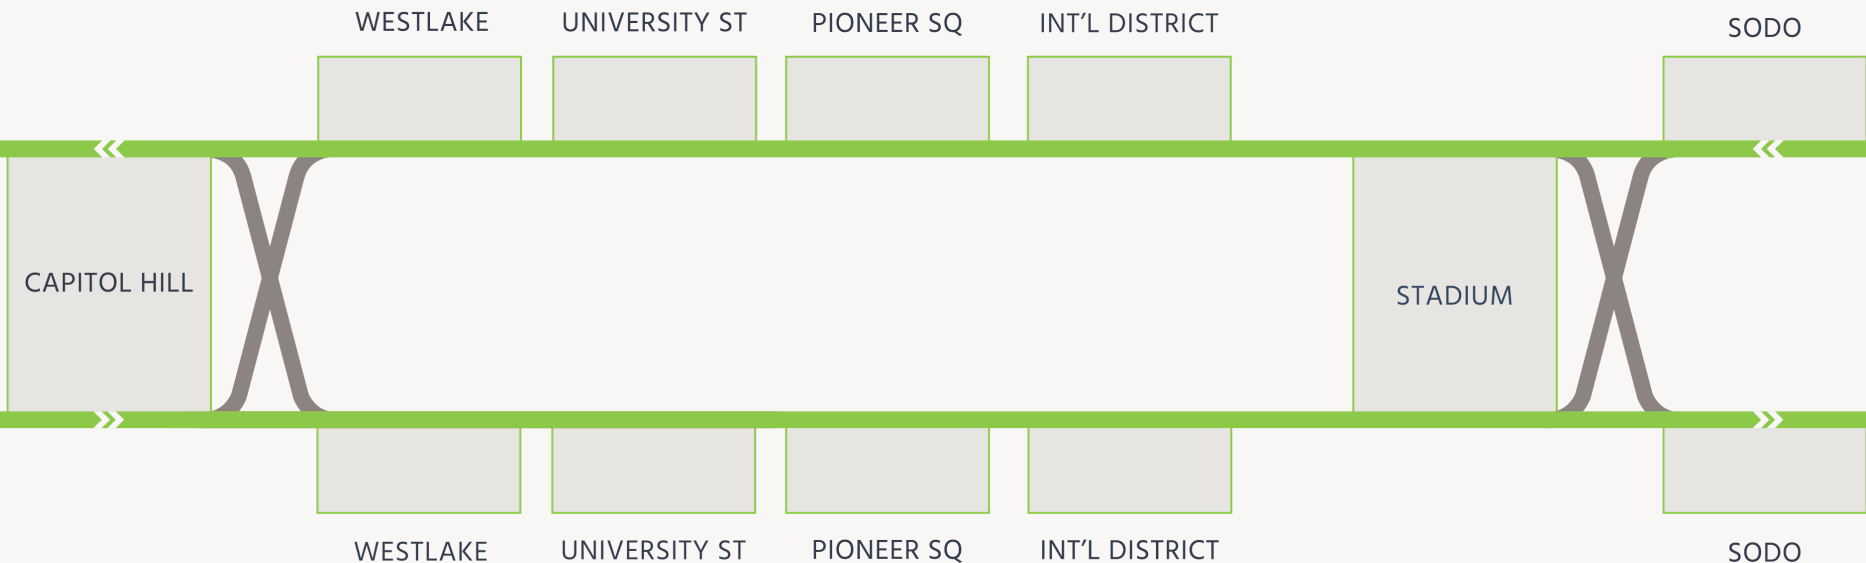 WESTLAKE
UNIVERSITY ST
PIONEER SQ
INT’L DISTRICT
SODO
CAPITOL HILL
STADIUM
WESTLAKE
UNIVERSITY ST
PIONEER SQ
INT’L DISTRICT
SODO